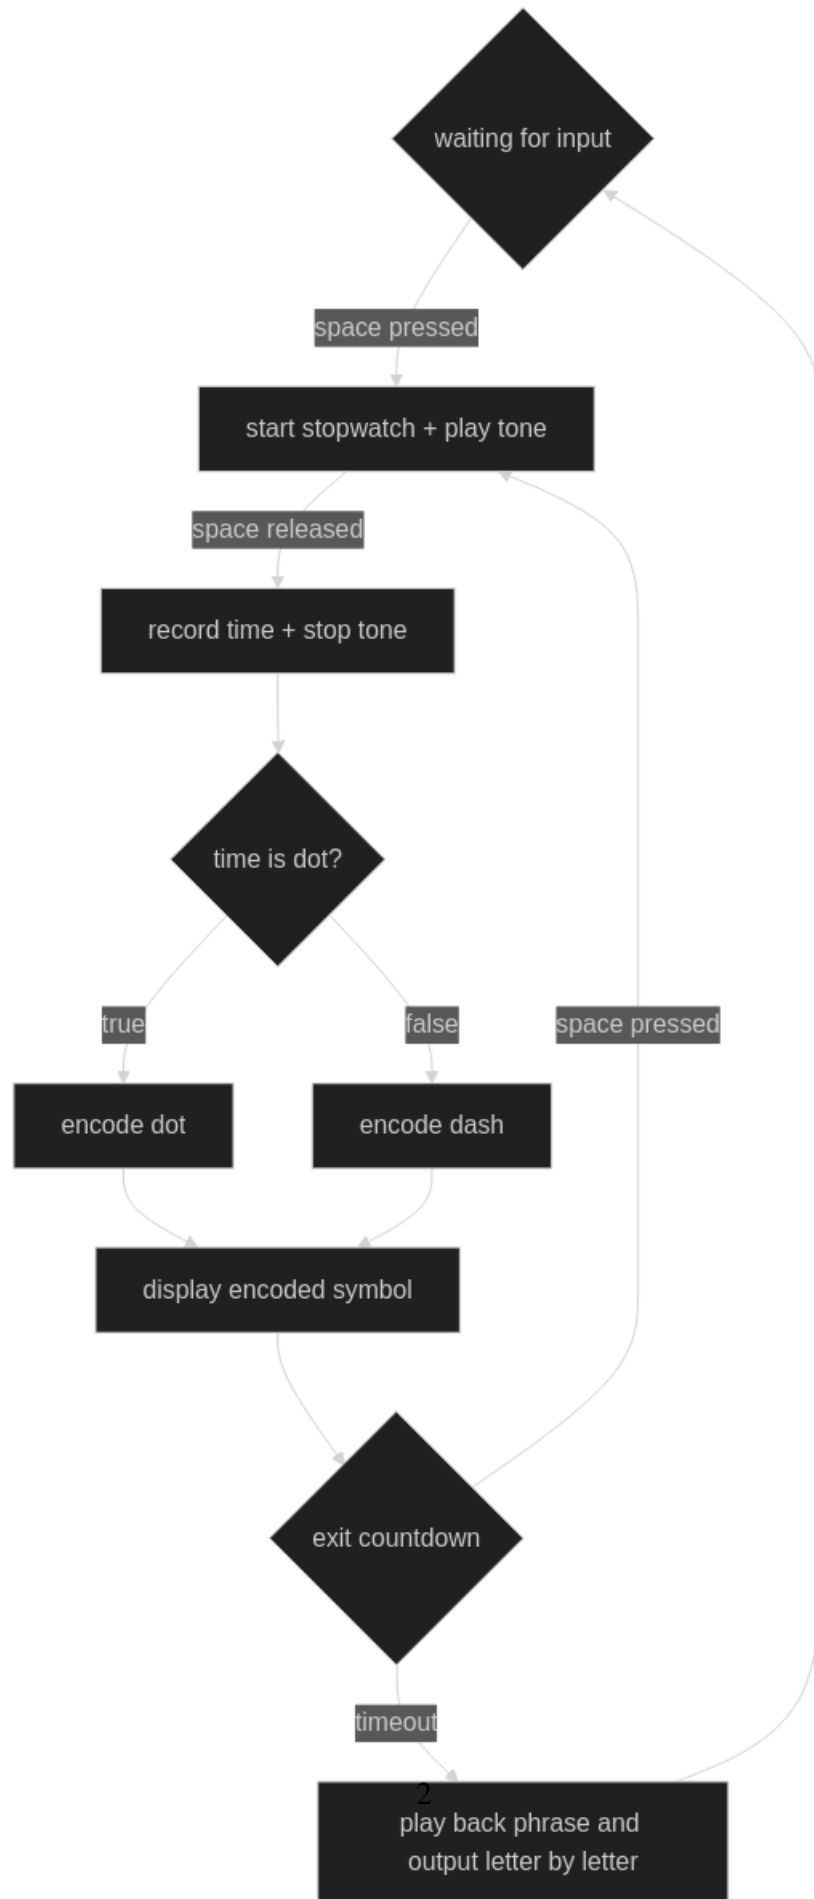 waiting for input
space pressed
start stopwatch + play tone
space released
record time + stop tone
time is dot?
true
false
space pressed
encode dot
encode dash
display encoded symbol
exit countdown
timeout
2
play back phrase and
output letter by letter